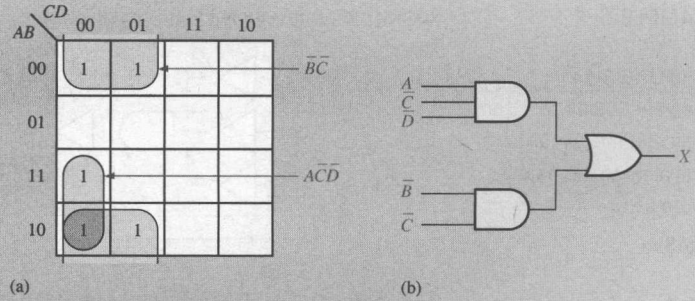 CD
AB 00 01 11 10
00 1 1 B̅C̅
01
11 1 AC̅D̅
10 1 1
(a)
A
C̅
D̅
X
B̅
C̅
(b)